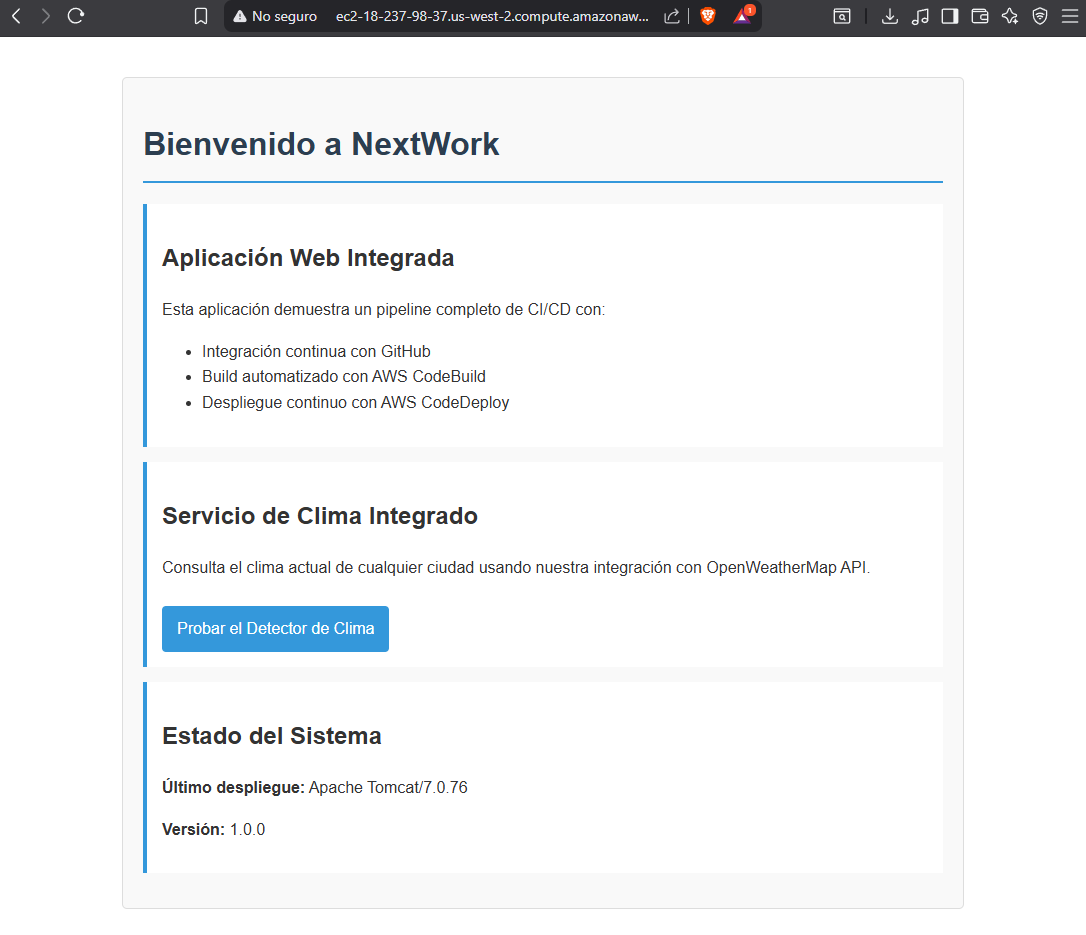 No seguro ec2-18-237-98-37.us-west-2.compute.amazonaw... 1
Bienvenido a NextWork
Aplicación Web Integrada
Esta aplicación demuestra un pipeline completo de CI/CD con:
• Integración continua con GitHub
• Build automatizado con AWS CodeBuild
• Despliegue continuo con AWS CodeDeploy
Servicio de Clima Integrado
Consulta el clima actual de cualquier ciudad usando nuestra integración con OpenWeatherMap API.
Probar el Detector de Clima
Estado del Sistema
Último despliegue: Apache Tomcat/7.0.76
Versión: 1.0.0